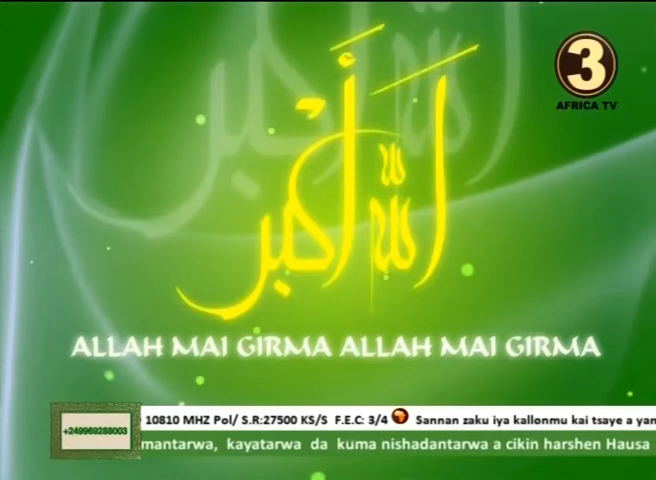 3
AFRICA TV
الله أكبر
ALLAH MAI GIRMA ALLAH MAI GIRMA
10810 MHZ Pol/ S.R:27500 KS/S F.E.C: 3/4 Sannan zaku iya kallonmu kai tsaye a
+249969288003
mantarwa, kayatarwa da kuma nishadantarwa a cikin harshen Hausa